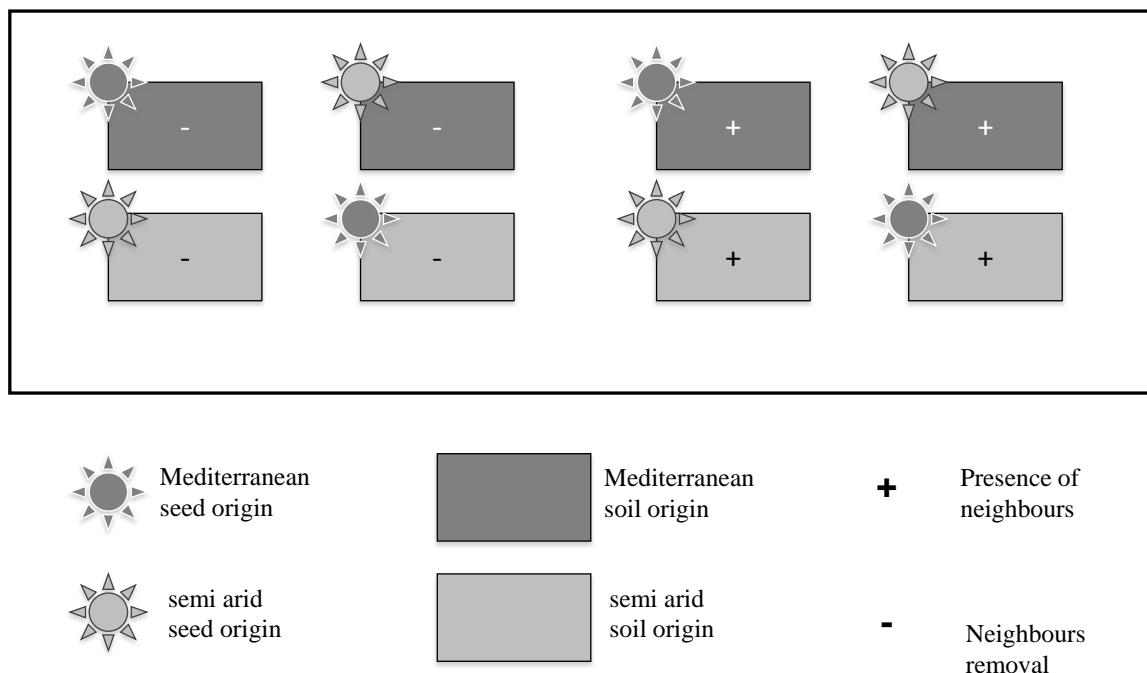 - - + +
- - + +
Mediterranean
seed origin
Mediterranean
soil origin
+
Presence of
neighbours
semi arid
seed origin
semi arid
soil origin
-
Neighbours
removal